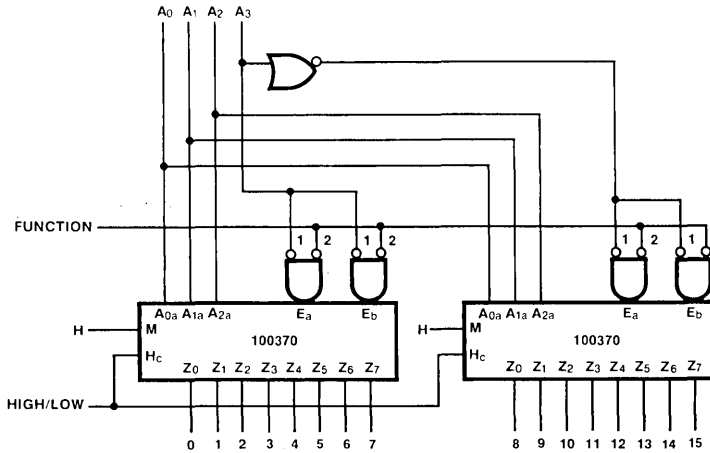 A0 A1 A2 A3
FUNCTION
1 2 1 2 1 2 1 2
A0a A1a A2a Ea Eb A0a A1a A2a Ea Eb
H M 100370 H M 100370
Hc Hc
Z0 Z1 Z2 Z3 Z4 Z5 Z6 Z7 Z0 Z1 Z2 Z3 Z4 Z5 Z6 Z7
HIGH/LOW
0 1 2 3 4 5 6 7 8 9 10 11 12 13 14 15